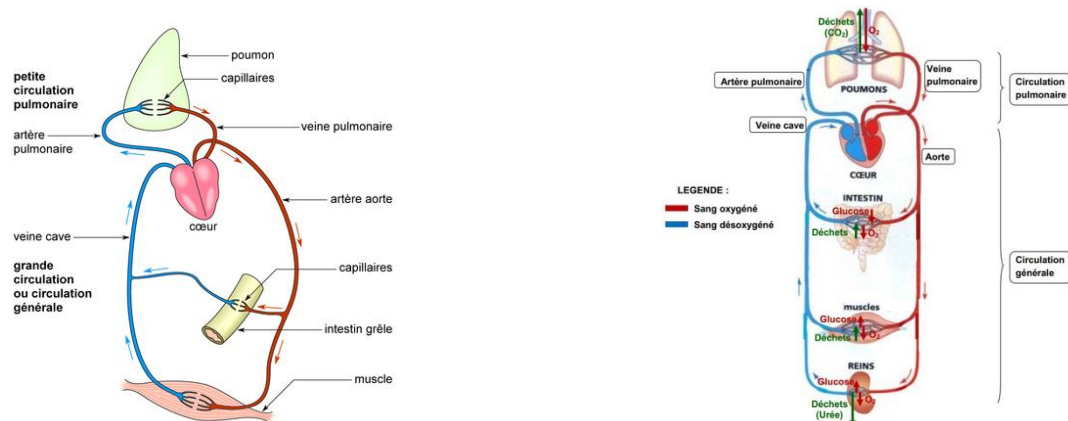 poumon
capillaires
petite
circulation
pulmonaire
artère
pulmonaire
veine pulmonaire
artère aorte
cœur
veine cave
grande
circulation
ou circulation
générale
capillaires
intestin grêle
muscle
Déchets
(CO₂)
O₂
Artère pulmonaire
Veine
pulmonaire
POUMONS
Circulation
pulmonaire
Veine cave
Aorte
CŒUR
LEGENDE :
Sang oxygéné
Sang désoxygéné
INTESTIN
Glucose
Déchets
O₂
Circulation
générale
muscles
Glucose
Déchets
O₂
REINS
Glucose
O₂
Déchets
(Urée)